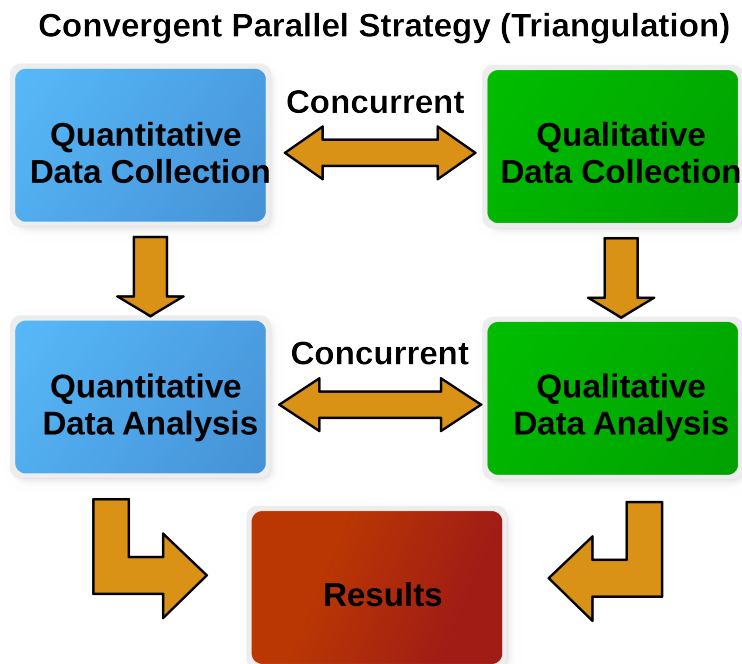 Convergent Parallel Strategy (Triangulation)
Concurrent
Quantitative
Data Collection
Qualitative
Data Collection
Concurrent
Quantitative
Data Analysis
Qualitative
Data Analysis
Results